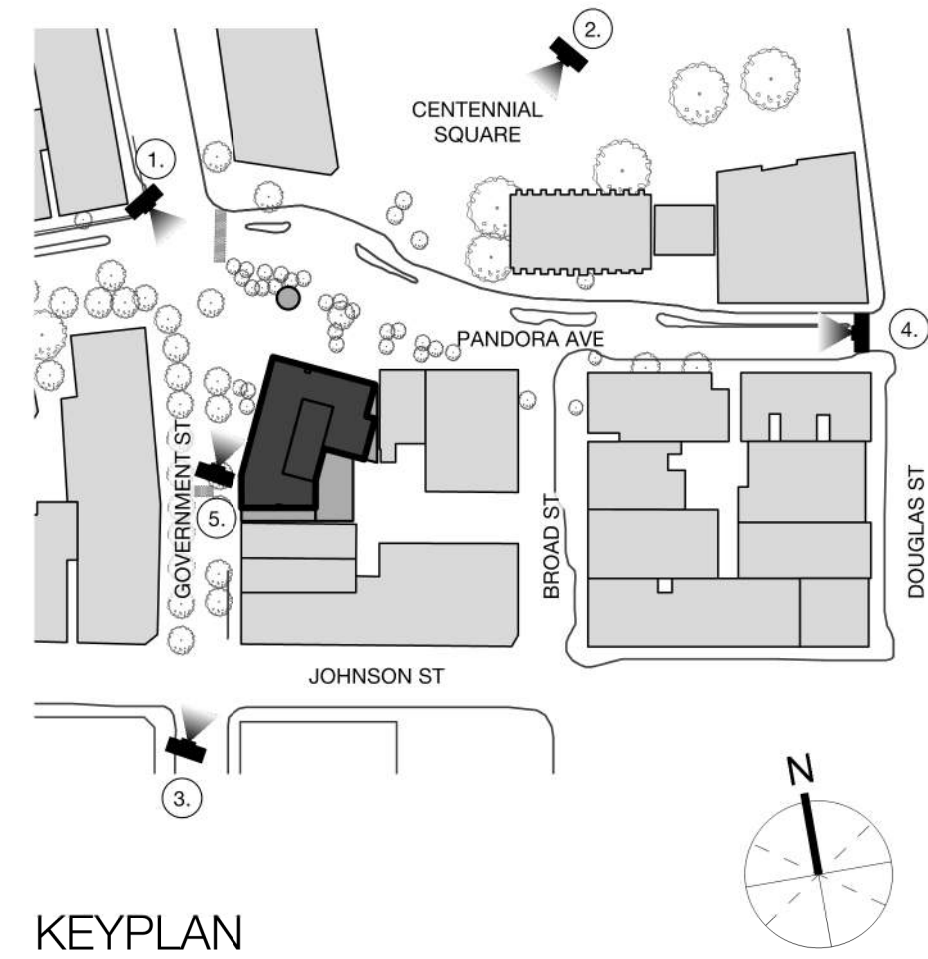 2.
CENTENNIAL
SQUARE
1.
4.
PANDORA AVE
GOVERNMENT ST
5.
BROAD ST
DOUGLAS ST
JOHNSON ST
3.
N
KEYPLAN